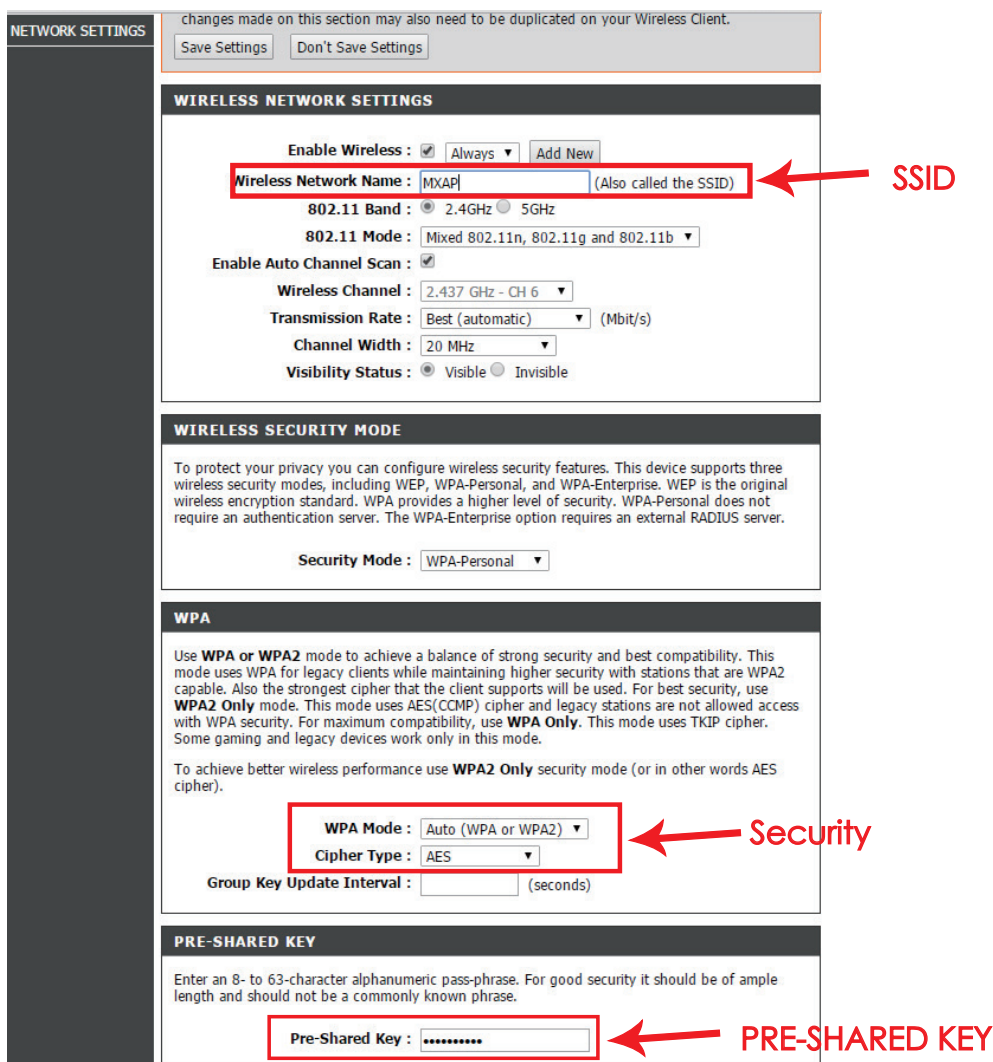 changes made on this section may also need to be duplicated on your Wireless Client.
NETWORK SETTINGS
Save Settings Don't Save Settings
WIRELESS NETWORK SETTINGS
Enable Wireless : Always Add New
Wireless Network Name : MXAP (Also called the SSID) SSID
802.11 Band : 2.4GHz 5GHz
802.11 Mode : Mixed 802.11n, 802.11g and 802.11b
Enable Auto Channel Scan :
Wireless Channel : 2.437 GHz - CH 6
Transmission Rate : Best (automatic) (Mbit/s)
Channel Width : 20 MHz
Visibility Status : Visible Invisible
WIRELESS SECURITY MODE
To protect your privacy you can configure wireless security features. This device supports three
wireless security modes, including WEP, WPA-Personal, and WPA-Enterprise. WEP is the original
wireless encryption standard. WPA provides a higher level of security. WPA-Personal does not
require an authentication server. The WPA-Enterprise option requires an external RADIUS server.
Security Mode : WPA-Personal
WPA
Use WPA or WPA2 mode to achieve a balance of strong security and best compatibility. This
mode uses WPA for legacy clients while maintaining higher security with stations that are WPA2
capable. Also the strongest cipher that the client supports will be used. For best security, use
WPA2 Only mode. This mode uses AES(CCMP) cipher and legacy stations are not allowed access
with WPA security. For maximum compatibility, use WPA Only. This mode uses TKIP cipher.
Some gaming and legacy devices work only in this mode.
To achieve better wireless performance use WPA2 Only security mode (or in other words AES
cipher).
WPA Mode : Auto (WPA or WPA2) Security
Cipher Type : AES
Group Key Update Interval : (seconds)
PRE-SHARED KEY
Enter an 8- to 63-character alphanumeric pass-phrase. For good security it should be of ample
length and should not be a commonly known phrase.
Pre-Shared Key : •••••••••• PRE-SHARED KEY